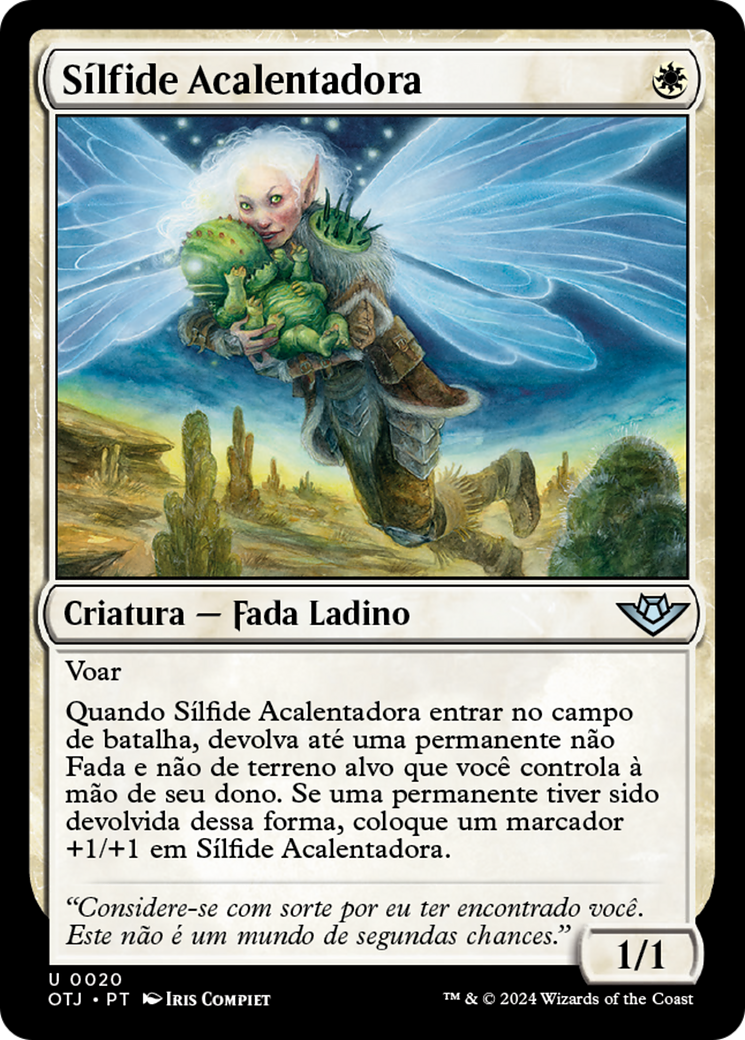 Sílfide Acalentadora
Criatura — Fada Ladino
Voar
Quando Sílfide Acalentadora entrar no campo
de batalha, devolva até uma permanente não
Fada e não de terreno alvo que você controla à
mão de seu dono. Se uma permanente tiver sido
devolvida dessa forma, coloque um marcador
+1/+1 em Sílfide Acalentadora.
“Considere-se com sorte por eu ter encontrado você.
Este não é um mundo de segundas chances.”
1/1
U 0020
OTJ • PT Iris Compiet
™ & © 2024 Wizards of the Coast